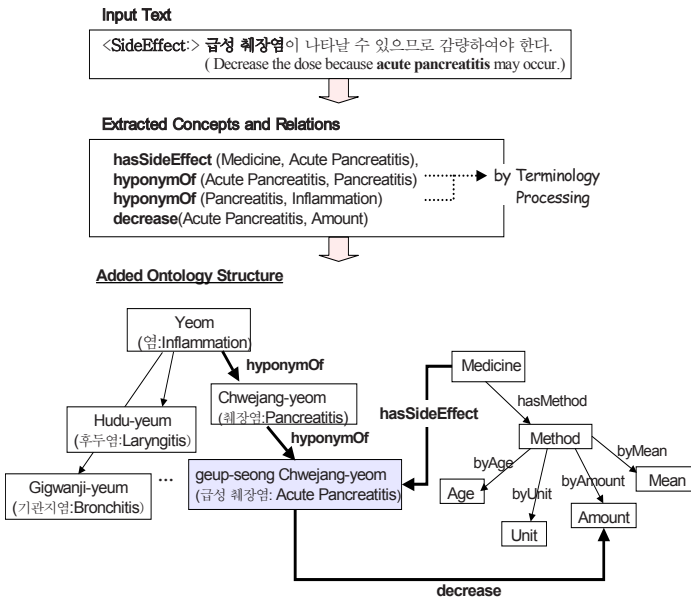 Input Text
<SideEffect:> 급성 췌장염이 나타날 수 있으므로 감량하여야 한다.
( Decrease the dose because acute pancreatitis may occur.)
Extracted Concepts and Relations
hasSideEffect (Medicine, Acute Pancreatitis),
hyponymOf (Acute Pancreatitis, Pancreatitis)
hyponymOf (Pancreatitis, Inflammation)
decrease(Acute Pancreatitis, Amount)
by Terminology
Processing
Added Ontology Structure
Yeom
(염:Inflammation)
hyponymOf
Chwejang-yeom
(췌장염:Pancreatitis)
hyponymOf
Hudu-yeum
(후두염:Laryngitis)
Gigwanji-yeum
(기관지염:Bronchitis)
...
geup-seong Chwejang-yeom
(급성 췌장염: Acute Pancreatitis)
hasSideEffect
Medicine
hasMethod
Method
byAge
byUnit
byAmount
byMean
Age
Unit
Amount
Mean
decrease